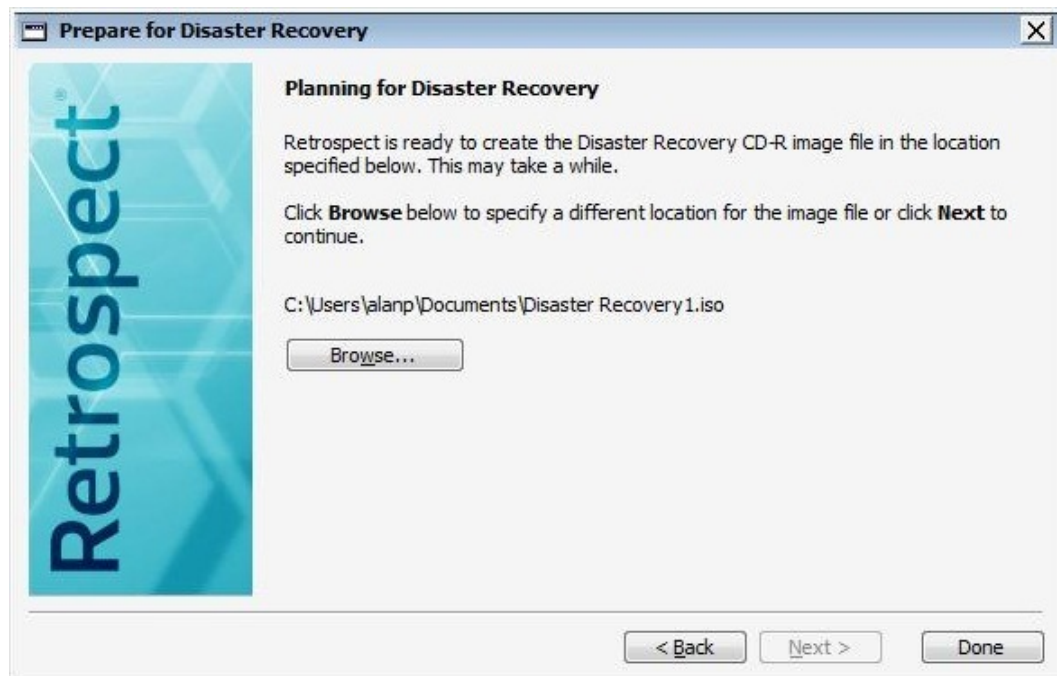 Prepare for Disaster Recovery
Retrospect®
Planning for Disaster Recovery
Retrospect is ready to create the Disaster Recovery CD-R image file in the location
specified below. This may take a while.
Click Browse below to specify a different location for the image file or click Next to
continue.
C:\Users\alanp\Documents\Disaster Recovery1.iso
Browse...
< Back
Next >
Done